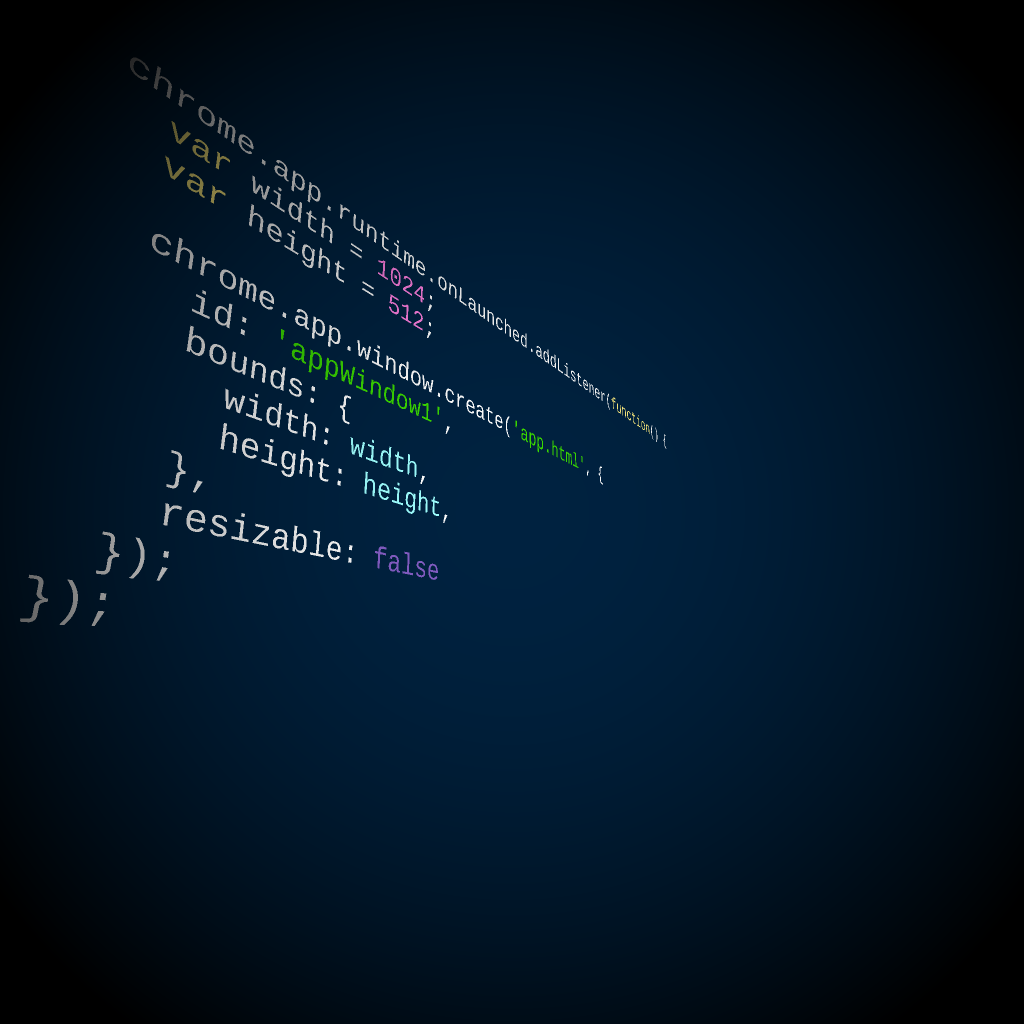 chrome.app.runtime.onLaunched.addListener(function() {
var width = 1024;
var height = 512;
chrome.app.window.create('app.html', {
id: 'appWindow1',
bounds: {
width: width,
height: height,
},
resizable: false
});
});